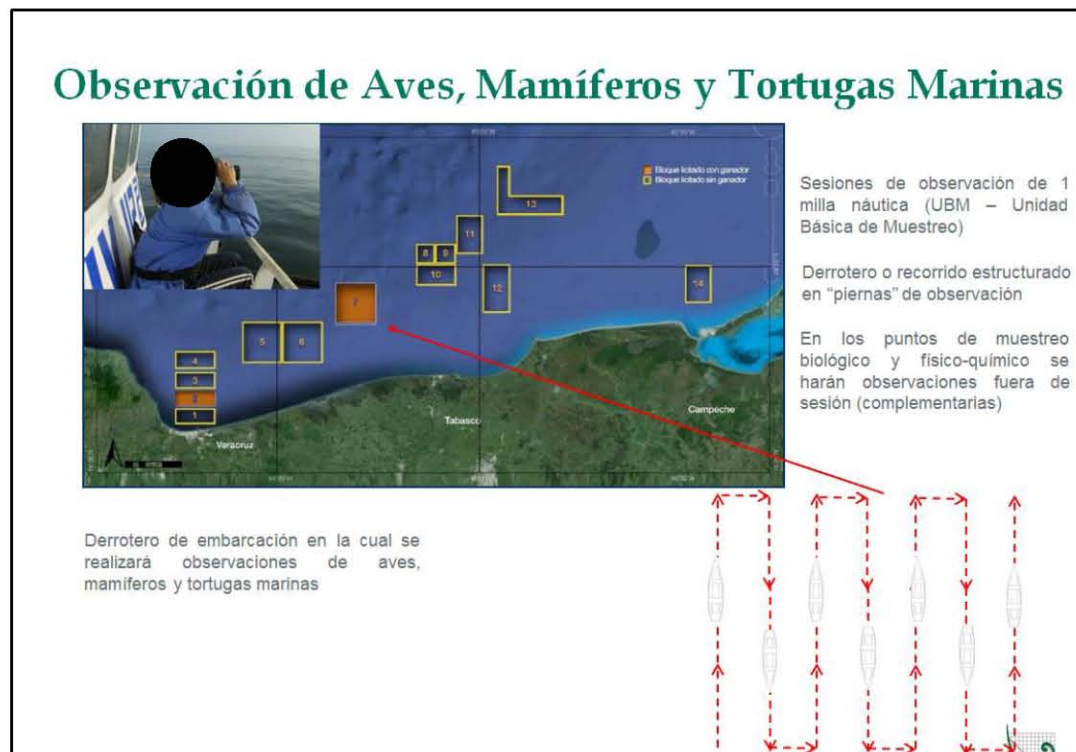 Observación de Aves, Mamíferos y Tortugas Marinas
Bloque licitado con ganador
Bloque licitado sin ganador
13
11
8
9
10
12
14
7
5
6
4
3
2
1
Veracruz
Tabasco
Campeche
Sesiones de observación de 1
milla náutica (UBM – Unidad
Básica de Muestreo)
Derrotero o recorrido estructurado
en “piernas” de observación
En los puntos de muestreo
biológico y físico-químico se
harán observaciones fuera de
sesión (complementarias)
Derrotero de embarcación en la cual se
realizará observaciones de aves,
mamíferos y tortugas marinas